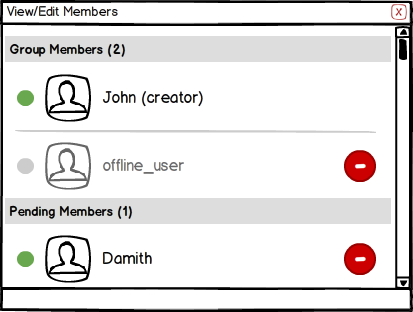 View/Edit Members
X
Group Members (2)
John (creator)
offline_user
Pending Members (1)
Damith